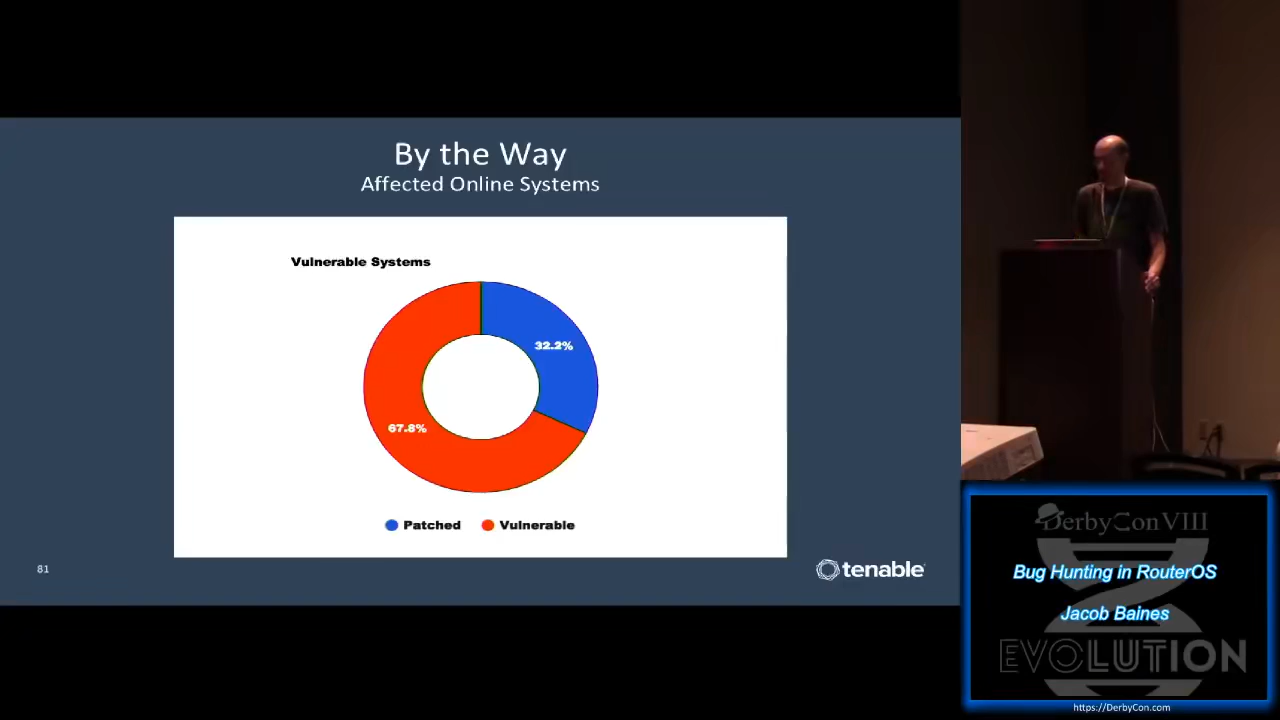 By the Way
Affected Online Systems
Vulnerable Systems
32.2%
67.8%
Patched
Vulnerable
81
tenable
DerbyCon VIII
Bug Hunting in RouterOS
Jacob Baines
EVOLUTION
https://DerbyCon.com